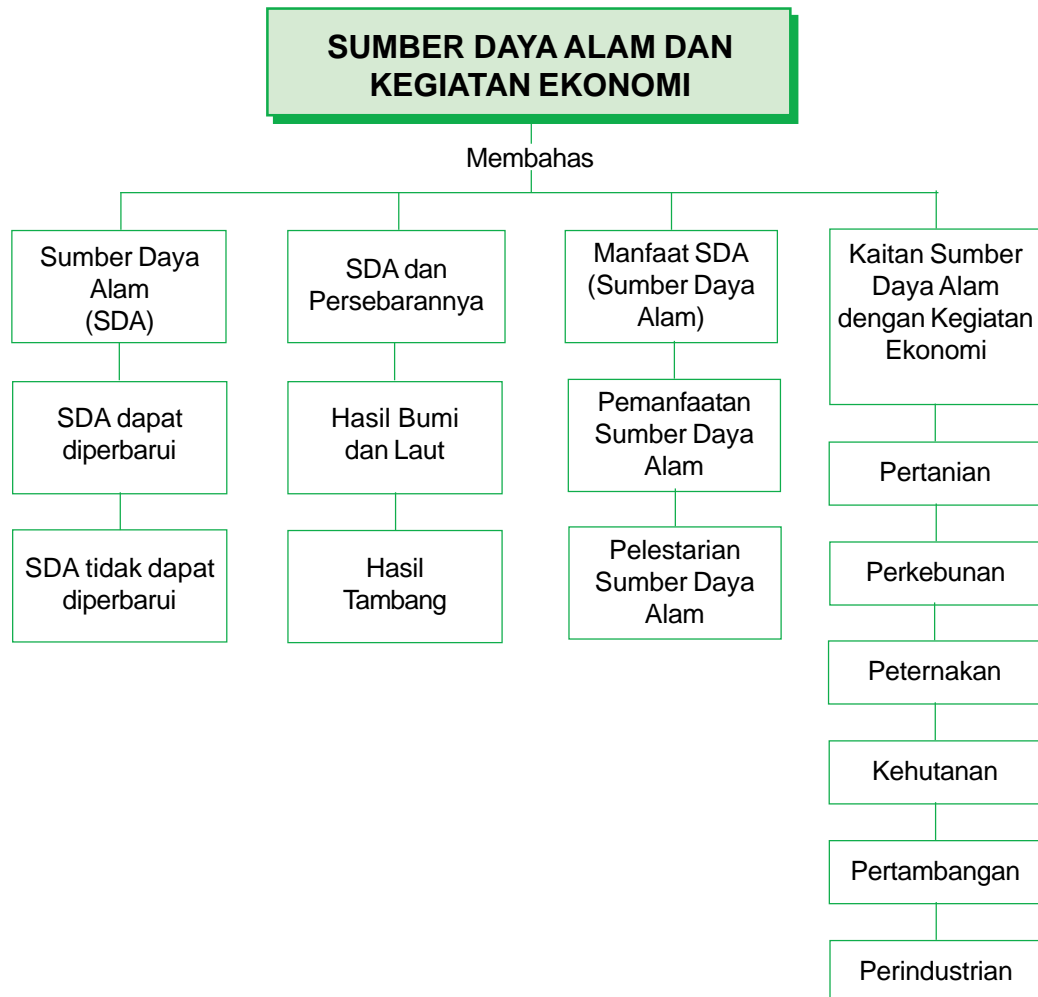 SUMBER DAYA ALAM DAN
KEGIATAN EKONOMI
Membahas
Sumber Daya
Alam
(SDA)
SDA dapat
diperbarui
SDA tidak dapat
diperbarui
SDA dan
Persebarannya
Hasil Bumi
dan Laut
Hasil
Tambang
Manfaat SDA
(Sumber Daya
Alam)
Pemanfaatan
Sumber Daya
Alam
Pelestarian
Sumber Daya
Alam
Kaitan Sumber
Daya Alam
dengan Kegiatan
Ekonomi
Pertanian
Perkebunan
Peternakan
Kehutanan
Pertambangan
Perindustrian